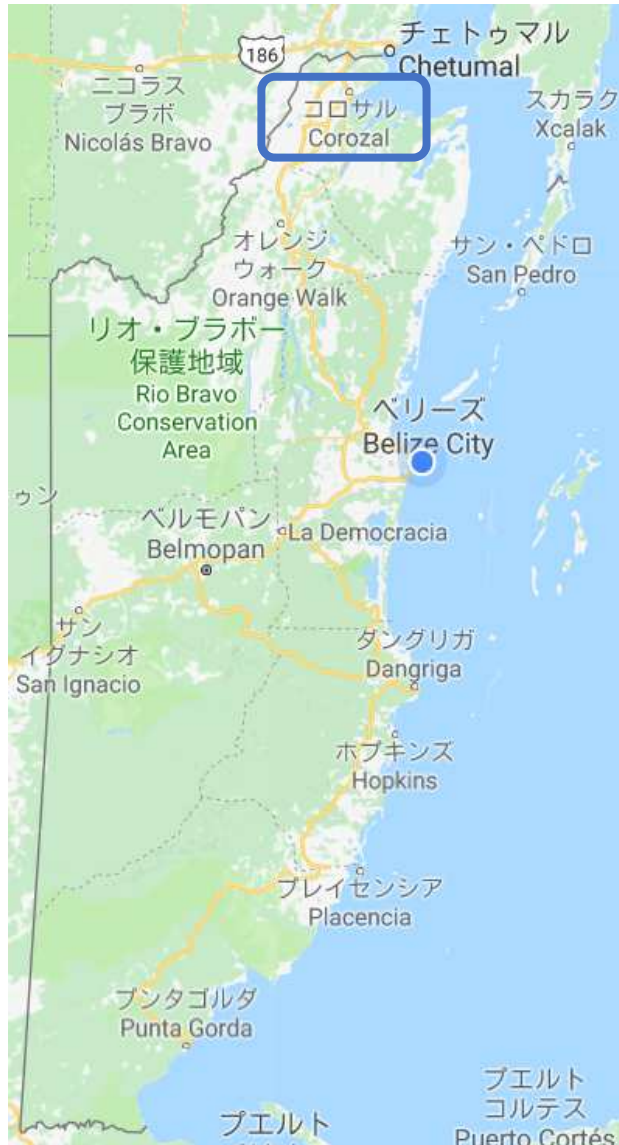 チェトゥマル
Chetumal
186
ニコラス
ブラボ
Nicolás Bravo
コロサル
Corozal
スカラク
Xcalak
オレンジ
ウォーク
Orange Walk
サン・ペドロ
San Pedro
リオ・ブラボー
保護地域
Rio Bravo
Conservation
Area
ベリーズ
Belize City
ゥン
ベルモパン
Belmopan
La Democracia
サン
イグナシオ
San Ignacio
ダングリガ
Dangriga
ホプキンズ
Hopkins
プレイセンシア
Placencia
プンタゴルダ
Punta Gorda
プエルト
コルテス
Puerto Cortés
プエルト